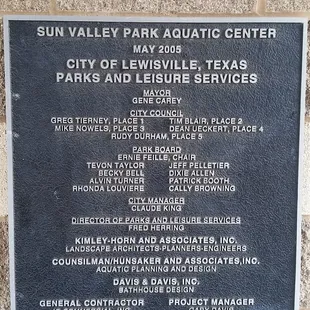 SUN VALLEY PARK AQUATIC CENTER
MAY 2005
CITY OF LEWISVILLE, TEXAS
PARKS AND LEISURE SERVICES
MAYOR
GENE CAREY
CITY COUNCIL
GREG TIERNEY, PLACE 1 TIM BLAIR, PLACE 2
MIKE NOWELS, PLACE 3 DEAN UECKERT, PLACE 4
RUDY DURHAM, PLACE 5
PARK BOARD
ERNIE FEILLE, CHAIR
TEVON TAYLOR JEFF PELLETIER
BECKY BELL DIXIE ALLEN
ALVIN TURNER PATRICK BOOTH
RHONDA LOUVIERE CALLY BROWNING
CITY MANAGER
CLAUDE KING
DIRECTOR OF PARKS AND LEISURE SERVICES
FRED HERRING
KIMLEY-HORN AND ASSOCIATES, INC.
LANDSCAPE ARCHITECTS-PLANNERS-ENGINEERS
COUNSILMAN/HUNSAKER AND ASSOCIATES, INC.
AQUATIC PLANNING AND DESIGN
DAVIS & DAVIS, INC.
BATHHOUSE DESIGN
GENERAL CONTRACTOR PROJECT MANAGER